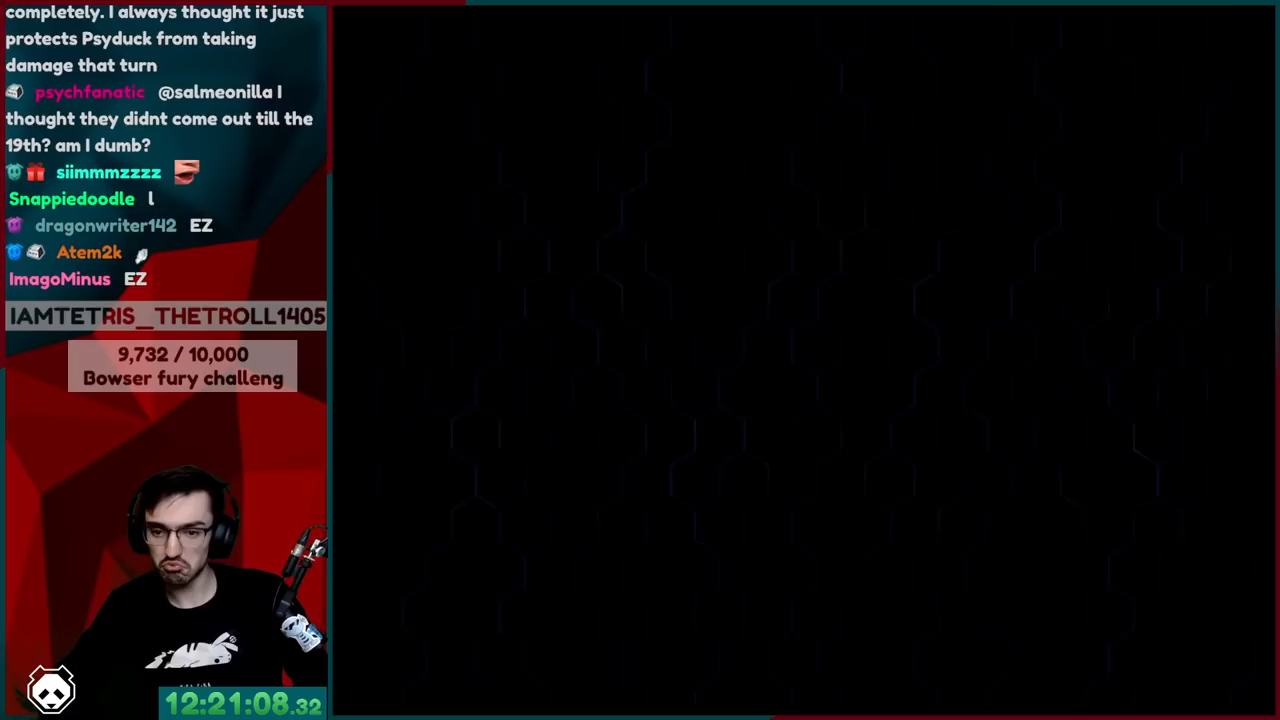 completely. I always thought it just
protects Psyduck from taking
damage that turn
psychfanatic @salmeonilla I
thought they didnt come out till the
19th? am I dumb?
siimmmzzzz
Snappiedoodle l
dragonwriter142 EZ
Atem2k
ImagoMinus EZ
IAMTETRIS_THETROLL1405
9,732 / 10,000
Bowser fury challeng
12:21:08.32